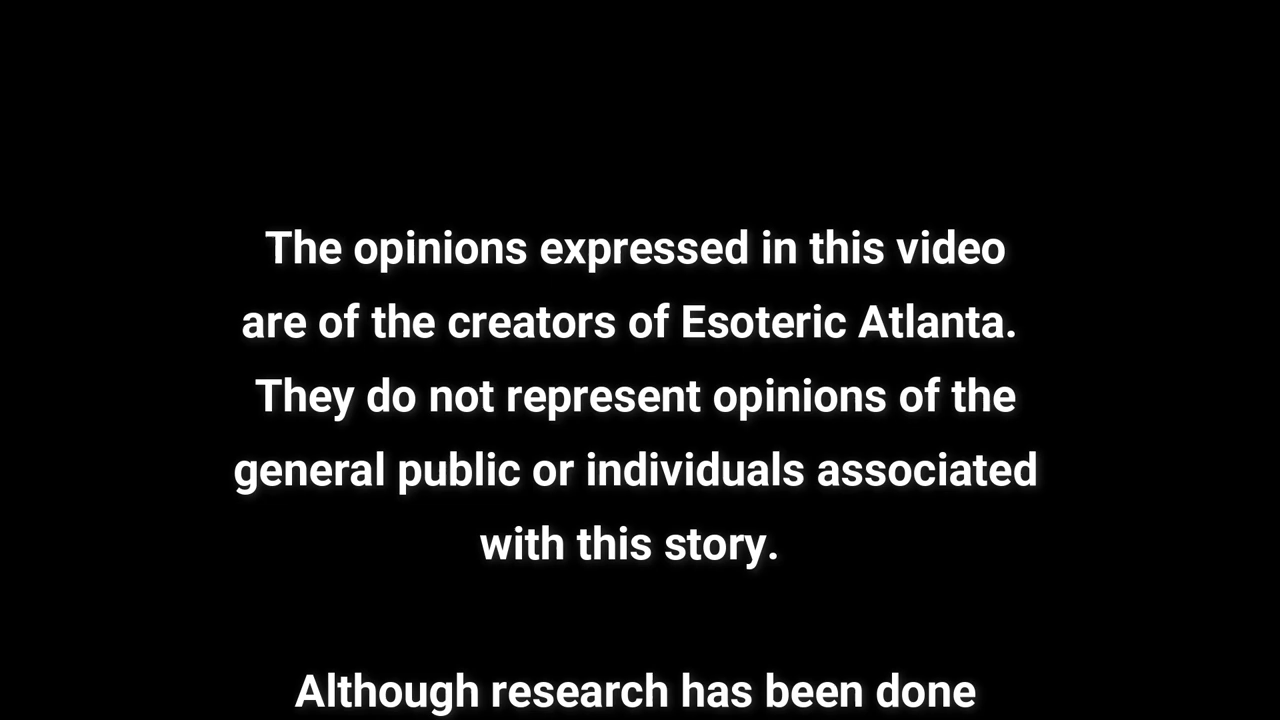 The opinions expressed in this video
are of the creators of Esoteric Atlanta.
They do not represent opinions of the
general public or individuals associated
with this story.
Although research has been done